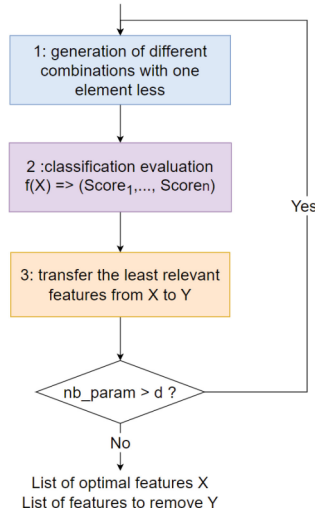 1: generation of different
combinations with one
element less
2 :classification evaluation
f(X) => (Score₁,..., Scoren)
Yes
3: transfer the least relevant
features from X to Y
nb_param > d ?
No
List of optimal features X
List of features to remove Y